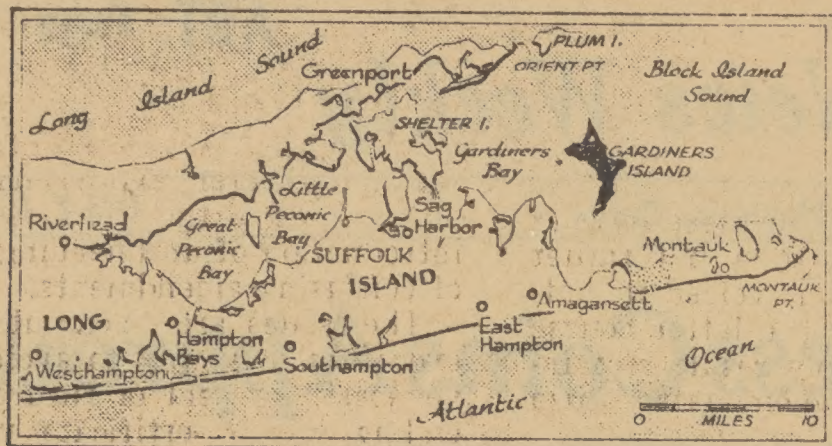 PLUM I.
ORIENT PT.
Block Island
Sound
Long Island Sound
Greenport
SHELTER I.
Gardiners
Bay
GARDINERS
ISLAND
Little
Peconic
Bay
Sag
Harbor
Riverhead
Great
Peconic
Bay
SUFFOLK
ISLAND
Montauk
MONTAUK
PT.
LONG
Amagansett
East
Hampton
Hampton
Bays
Southampton
Westhampton
Atlantic
Ocean
0 10
MILES